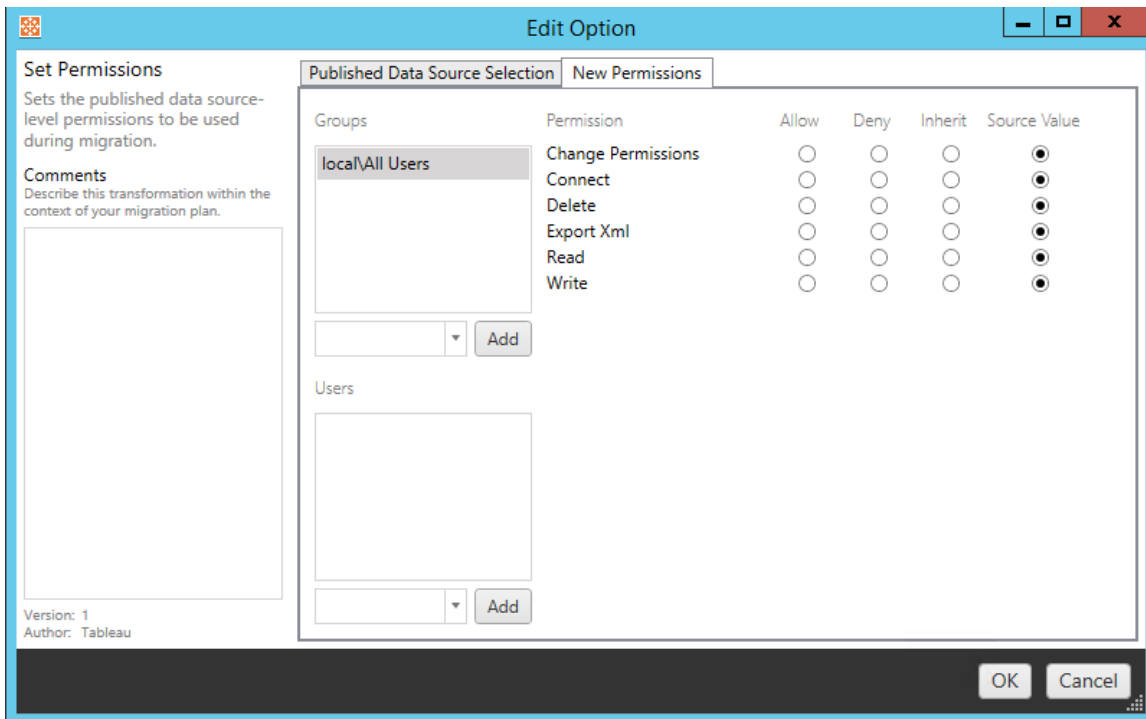 Edit Option
Set Permissions
Sets the published data source-
level permissions to be used
during migration.
Comments
Describe this transformation within the
context of your migration plan.
Version: 1
Author: Tableau
Published Data Source Selection
New Permissions
Groups
local\All Users
Add
Users
Add
Permission Allow Deny Inherit Source Value
Change Permissions
Connect
Delete
Export Xml
Read
Write
OK
Cancel